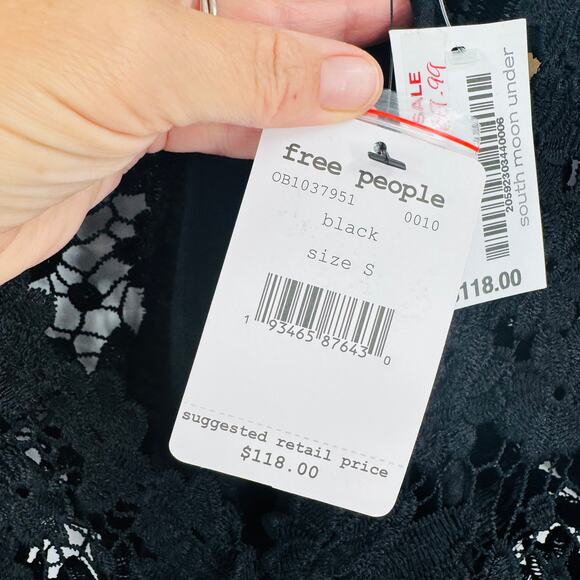 free people
OB1037951 0010
black
size S
1 93465 87643 0
suggested retail price
$118.00
SALE
south moon under
20592303440006
$118.00